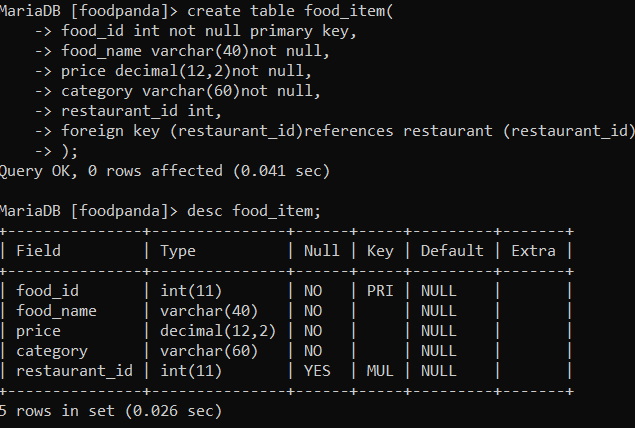 MariaDB [foodpanda]> create table food_item(
    -> food_id int not null primary key,
    -> food_name varchar(40)not null,
    -> price decimal(12,2)not null,
    -> category varchar(60)not null,
    -> restaurant_id int,
    -> foreign key (restaurant_id)references restaurant (restaurant_id)
    -> );
Query OK, 0 rows affected (0.041 sec)

MariaDB [foodpanda]> desc food_item;
+---------------+---------------+------+-----+---------+-------+
| Field         | Type          | Null | Key | Default | Extra |
+---------------+---------------+------+-----+---------+-------+
| food_id       | int(11)       | NO   | PRI | NULL    |       |
| food_name     | varchar(40)   | NO   |     | NULL    |       |
| price         | decimal(12,2) | NO   |     | NULL    |       |
| category      | varchar(60)   | NO   |     | NULL    |       |
| restaurant_id | int(11)       | YES  | MUL | NULL    |       |
+---------------+---------------+------+-----+---------+-------+
5 rows in set (0.026 sec)